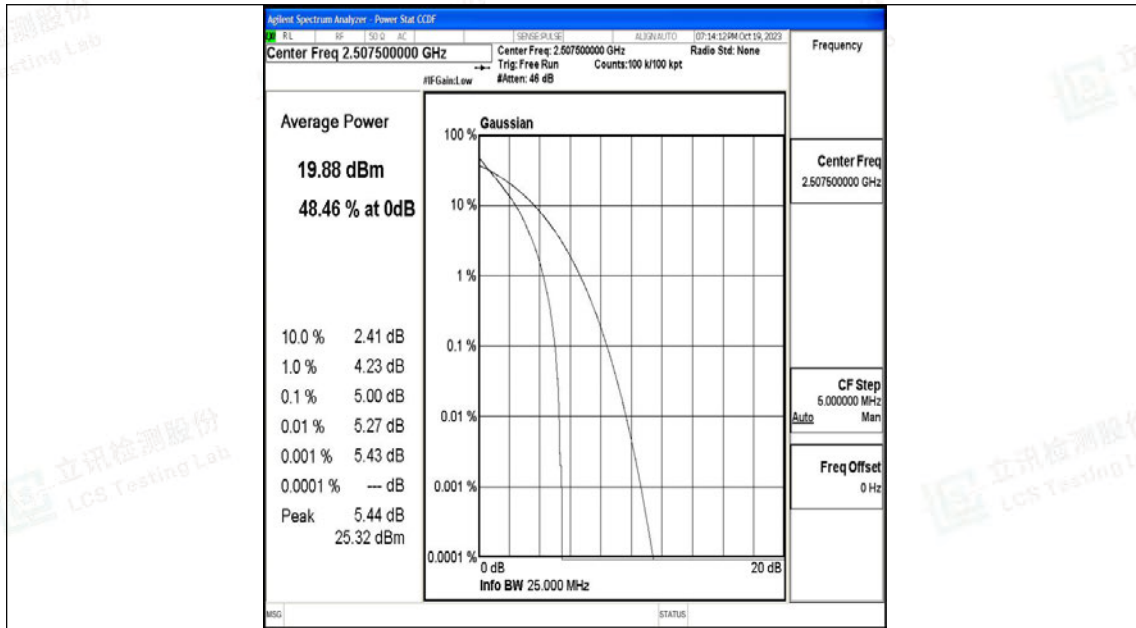 Agilent Spectrum Analyzer - Power Stat CCDF
RL RF 50 Ω AC SENSE:PULSE ALIGNAUTO 07:14:12PM Oct 19, 2023
Center Freq 2.507500000 GHz
Center Freq: 2.507500000 GHz Radio Std: None
Trig: Free Run Counts:100 k/100 kpt
#IFGain:Low #Atten: 46 dB
Frequency
Average Power
19.88 dBm
48.46 % at 0dB
10.0 % 2.41 dB
1.0 % 4.23 dB
0.1 % 5.00 dB
0.01 % 5.27 dB
0.001 % 5.43 dB
0.0001 % --- dB
Peak 5.44 dB
25.32 dBm
Gaussian
100 %
10 %
1 %
0.1 %
0.01 %
0.001 %
0.0001 %
0 dB 20 dB
Info BW 25.000 MHz
Center Freq
2.507500000 GHz
CF Step
5.000000 MHz
Auto Man
Freq Offset
0 Hz
MSG STATUS
立讯检测股份
LCS Testing Lab
立讯检测股份
LCS Testing L